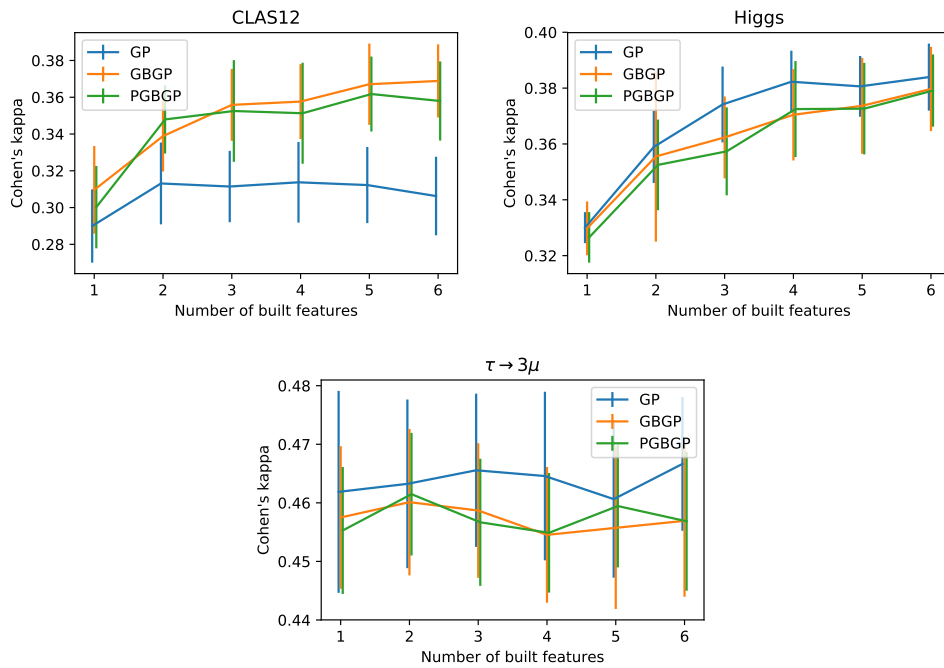 CLAS12
Cohen's kappa
0.38
0.36
0.34
0.32
0.30
0.28
GP
GBGP
PGBGP
1 2 3 4 5 6
Number of built features
Higgs
Cohen's kappa
0.40
0.38
0.36
0.34
0.32
GP
GBGP
PGBGP
1 2 3 4 5 6
Number of built features
τ → 3μ
Cohen's kappa
0.48
0.47
0.46
0.45
0.44
GP
GBGP
PGBGP
1 2 3 4 5 6
Number of built features